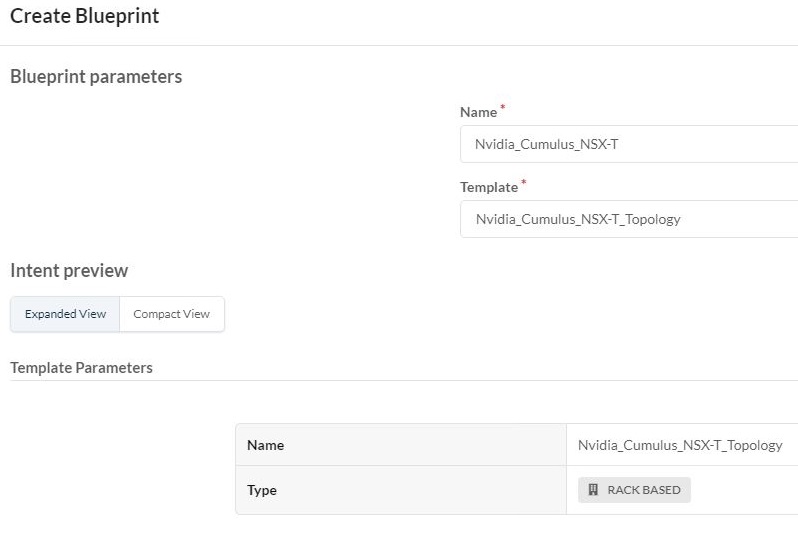 Create Blueprint
Blueprint parameters
Name *
Nvidia_Cumulus_NSX-T
Template *
Nvidia_Cumulus_NSX-T_Topology
Intent preview
Expanded View Compact View
Template Parameters
Name Nvidia_Cumulus_NSX-T_Topology
Type RACK BASED